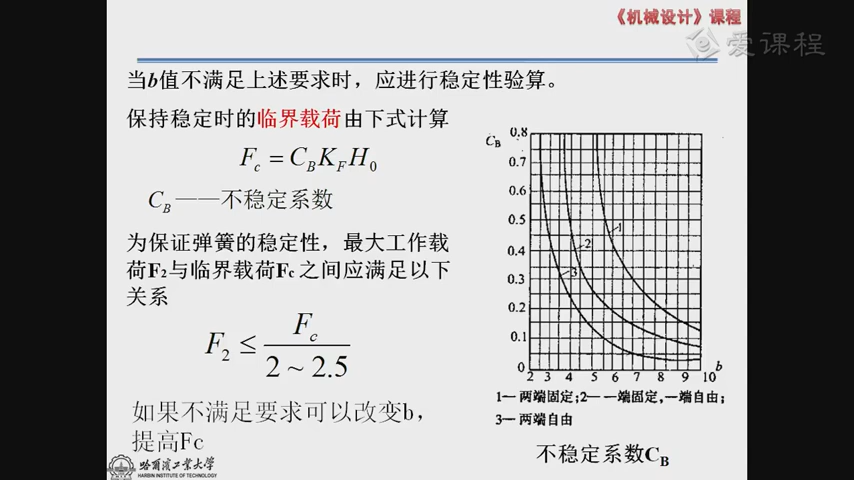 《机械设计》课程
爱课程
当b值不满足上述要求时，应进行稳定性验算。
保持稳定时的临界载荷由下式计算
F_c = C_B K_F H_0
C_B——不稳定系数
为保证弹簧的稳定性，最大工作载
荷F₂与临界载荷Fc之间应满足以下
关系
F_2 ≤ F_c / (2 ~ 2.5)
如果不满足要求可以改变b，
提高Fc
C_B
0.8
0.7
0.6
0.5
0.4
0.3
0.2
0.1
0
1
2
3
2 3 4 5 6 7 8 9 10 b
1—两端固定；2—一端固定，一端自由；
3—两端自由
不稳定系数C_B
哈尔滨工业大学
HARBIN INSTITUTE OF TECHNOLOGY